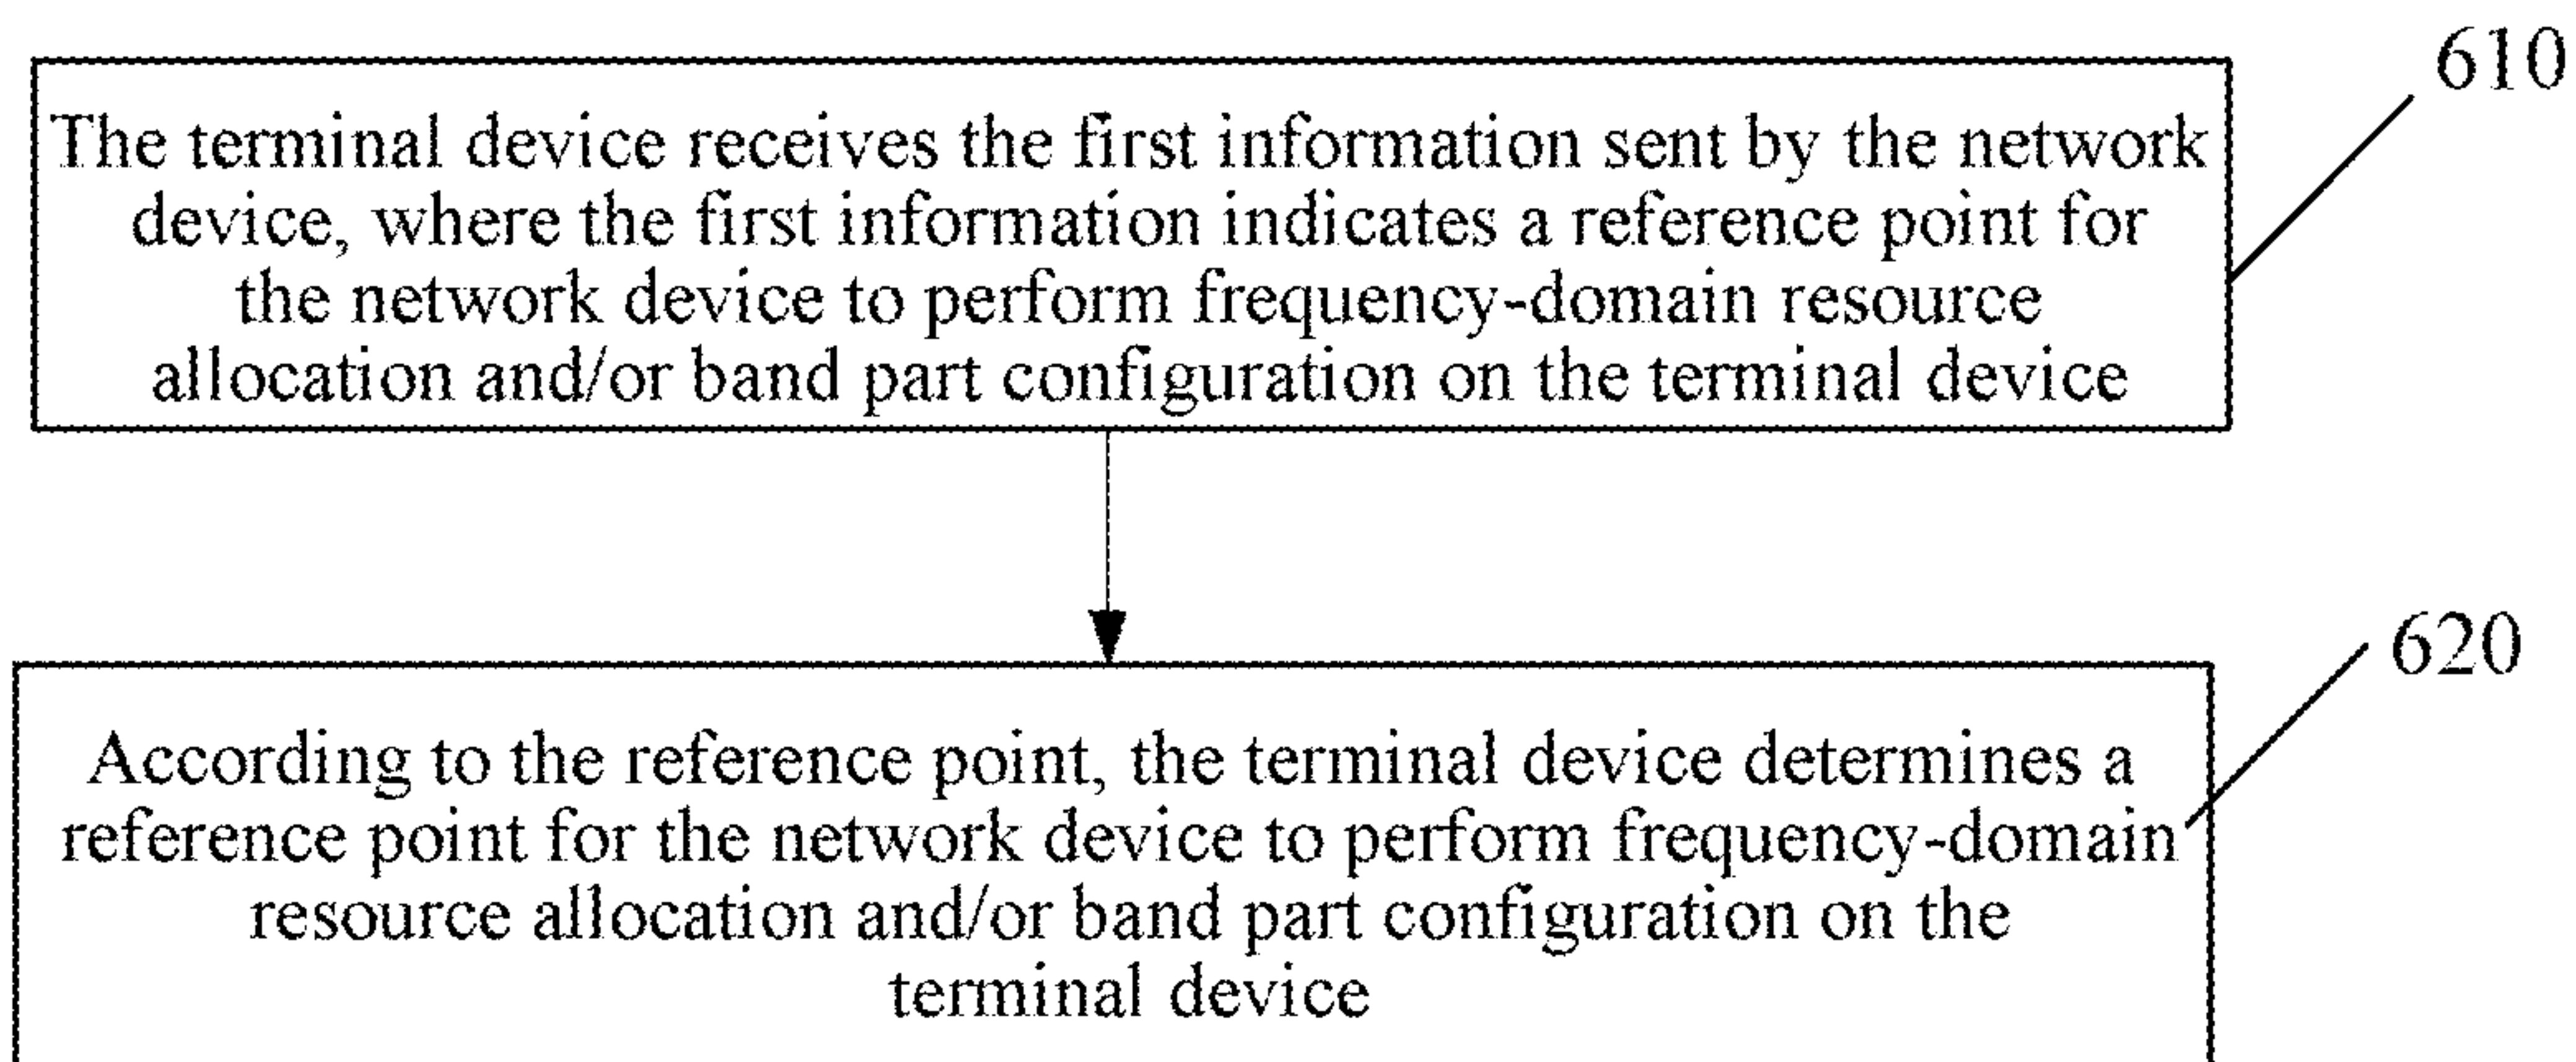 610
The terminal device receives the first information sent by the network
device, where the first information indicates a reference point for
the network device to perform frequency-domain resource
allocation and/or band part configuration on the terminal device
620
According to the reference point, the terminal device determines a
reference point for the network device to perform frequency-domain
resource allocation and/or band part configuration on the
terminal device